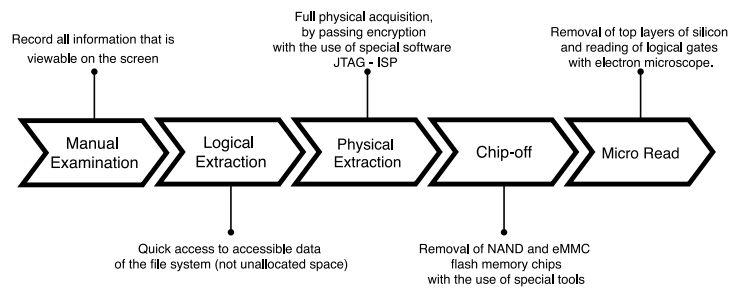 Record all information that is
viewable on the screen
Full physical acquisition,
by passing encryption
with the use of special software
JTAG - ISP
Removal of top layers of silicon
and reading of logical gates
with electron microscope.
Manual
Examination
Logical
Extraction
Physical
Extraction
Chip-off
Micro Read
Quick access to accessible data
of the file system (not unallocated space)
Removal of NAND and eMMC
flash memory chips
with the use of special tools